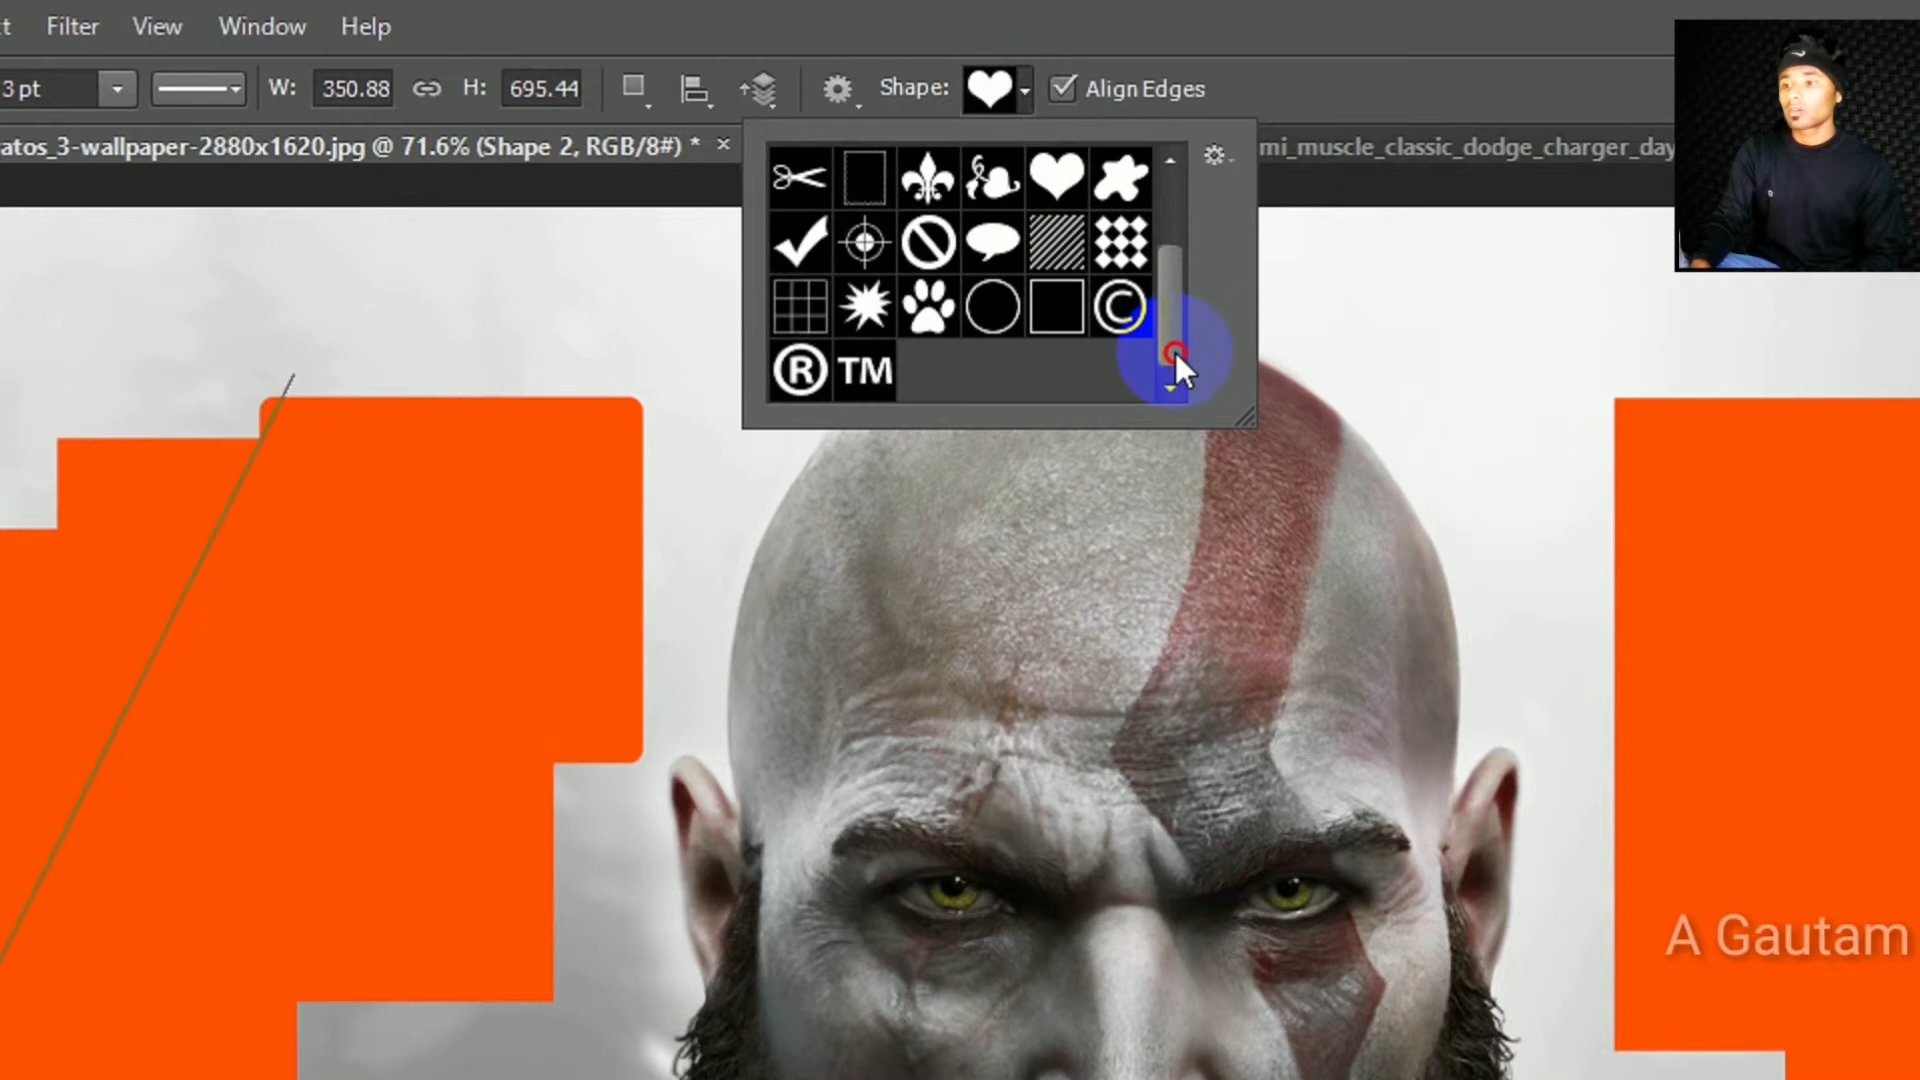 t Filter View Window Help
3 pt W: 350.88 H: 695.44 Shape: Align Edges
atos_3-wallpaper-2880x1620.jpg @ 71.6% (Shape 2, RGB/8#) * × mi_muscle_classic_dodge_charger_day
©
® TM
A Gautam